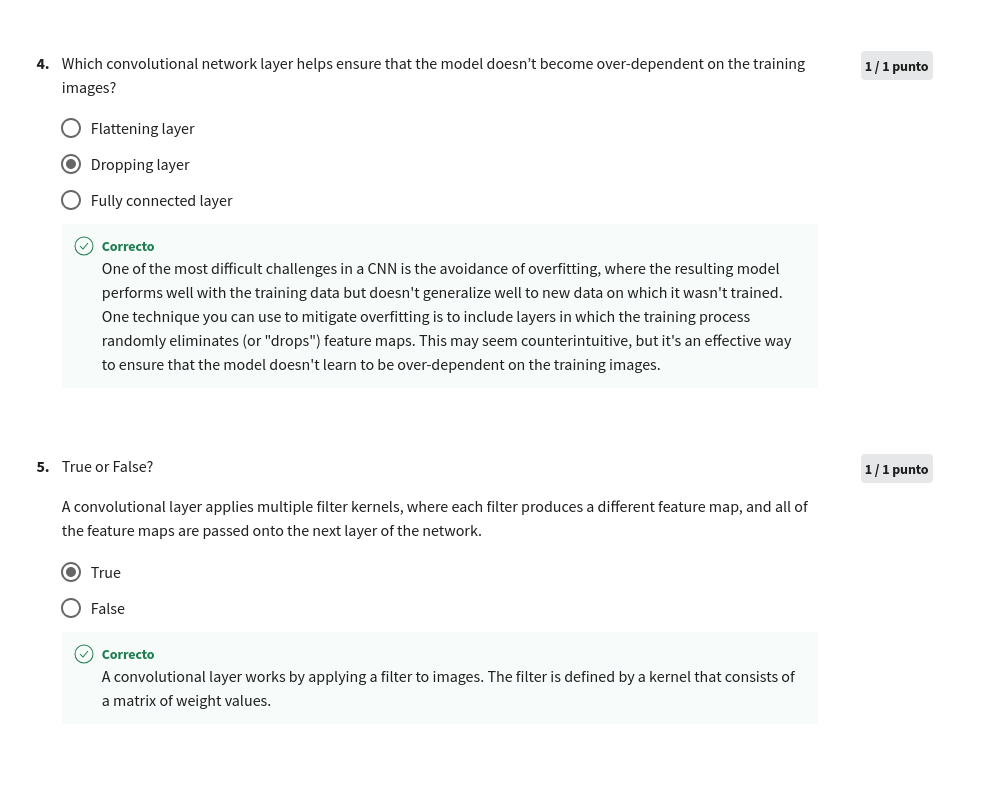 4. Which convolutional network layer helps ensure that the model doesn’t become over-dependent on the training
images?
1 / 1 punto
Flattening layer
Dropping layer
Fully connected layer
Correcto
One of the most difficult challenges in a CNN is the avoidance of overfitting, where the resulting model
performs well with the training data but doesn't generalize well to new data on which it wasn't trained.
One technique you can use to mitigate overfitting is to include layers in which the training process
randomly eliminates (or "drops") feature maps. This may seem counterintuitive, but it's an effective way
to ensure that the model doesn't learn to be over-dependent on the training images.
5. True or False?
1 / 1 punto
A convolutional layer applies multiple filter kernels, where each filter produces a different feature map, and all of
the feature maps are passed onto the next layer of the network.
True
False
Correcto
A convolutional layer works by applying a filter to images. The filter is defined by a kernel that consists of
a matrix of weight values.